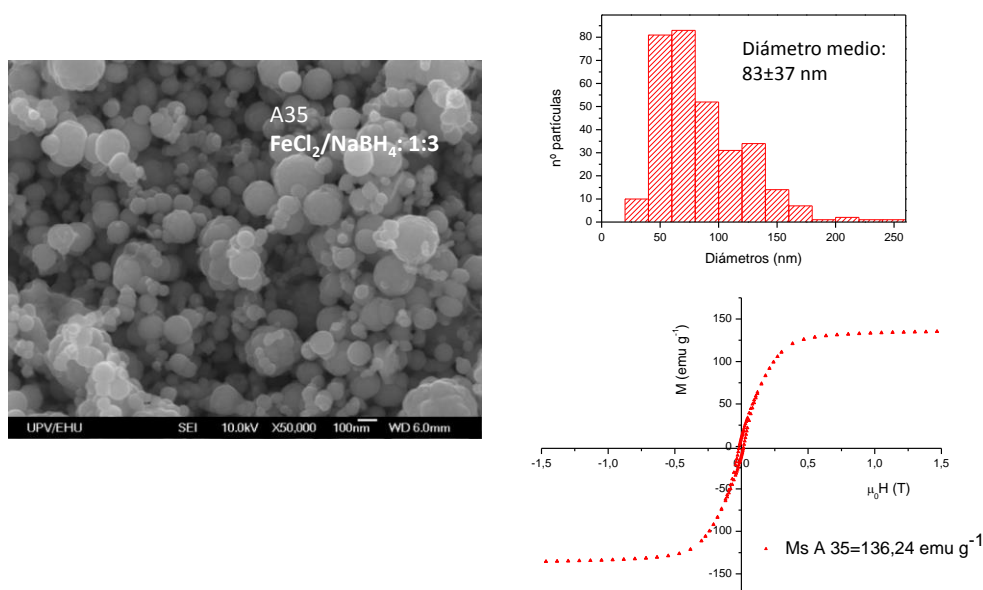 A35
FeCl₂/NaBH₄: 1:3
UPV/EHU SEI 10.0kV X50,000 100nm WD 6.0mm
Diámetro medio:
83±37 nm
nº partículas
80
70
60
50
40
30
20
10
0
0 50 100 150 200 250
Diámetros (nm)
M (emu g⁻¹)
150
100
50
0
-50
-100
-150
-1,5 -1,0 -0,5 0,0 0,5 1,0 1,5
μ₀H (T)
Ms A 35=136,24 emu g⁻¹